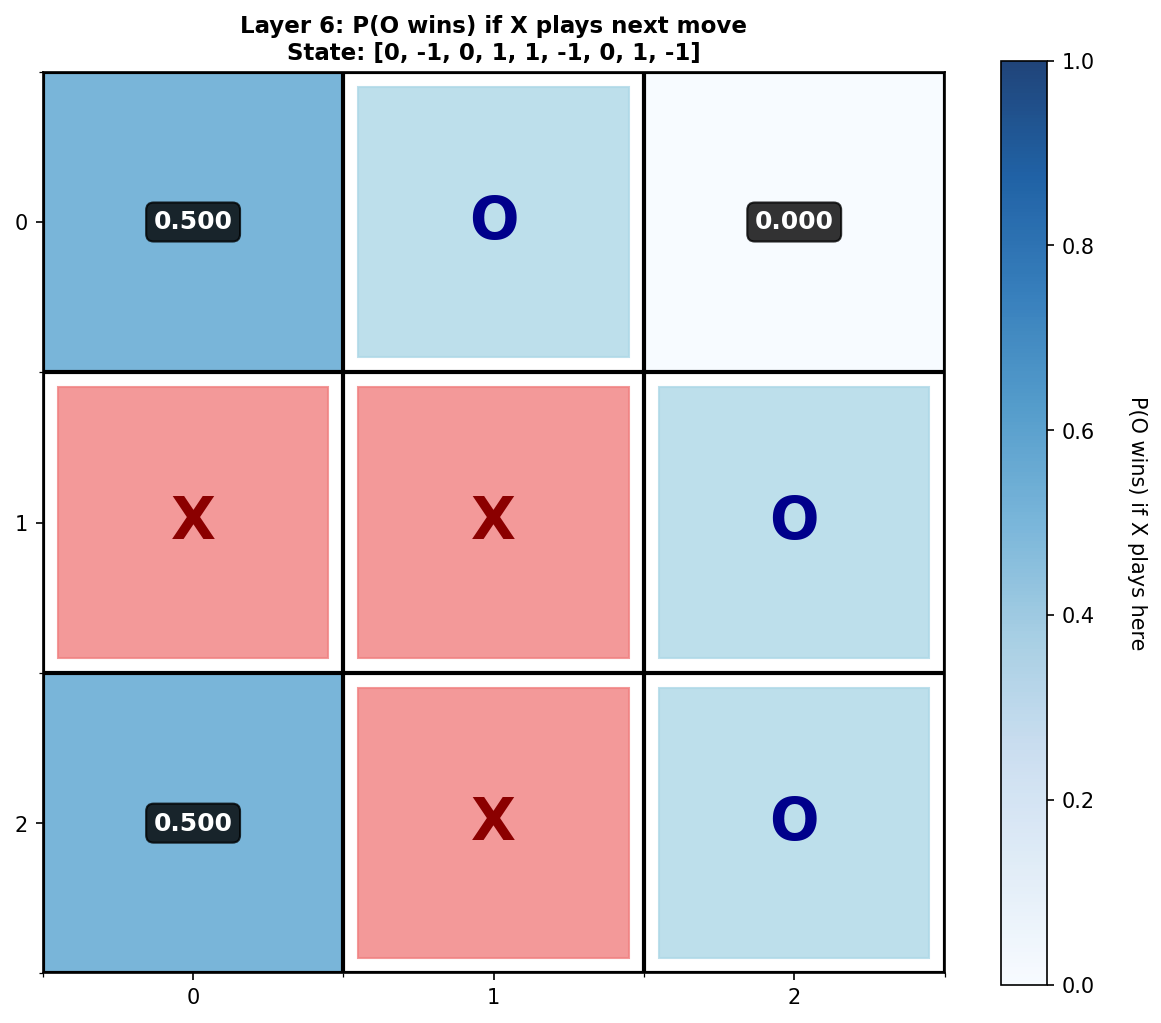 Layer 6: P(O wins) if X plays next move
State: [0, -1, 0, 1, 1, -1, 0, 1, -1]
0.500 O 0.000
X X O
0.500 X O
0
1
2
0 1 2
1.0
0.8
0.6
0.4
0.2
0.0
P(O wins) if X plays here